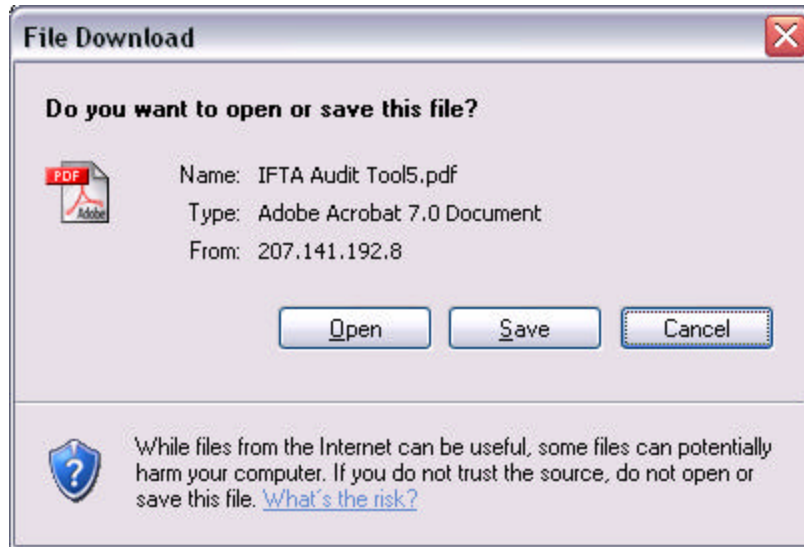 File Download
Do you want to open or save this file?
PDF
Adobe
Name: IFTA Audit Tool5.pdf
Type: Adobe Acrobat 7.0 Document
From: 207.141.192.8
Open Save Cancel
?
While files from the Internet can be useful, some files can potentially
harm your computer. If you do not trust the source, do not open or
save this file. What's the risk?